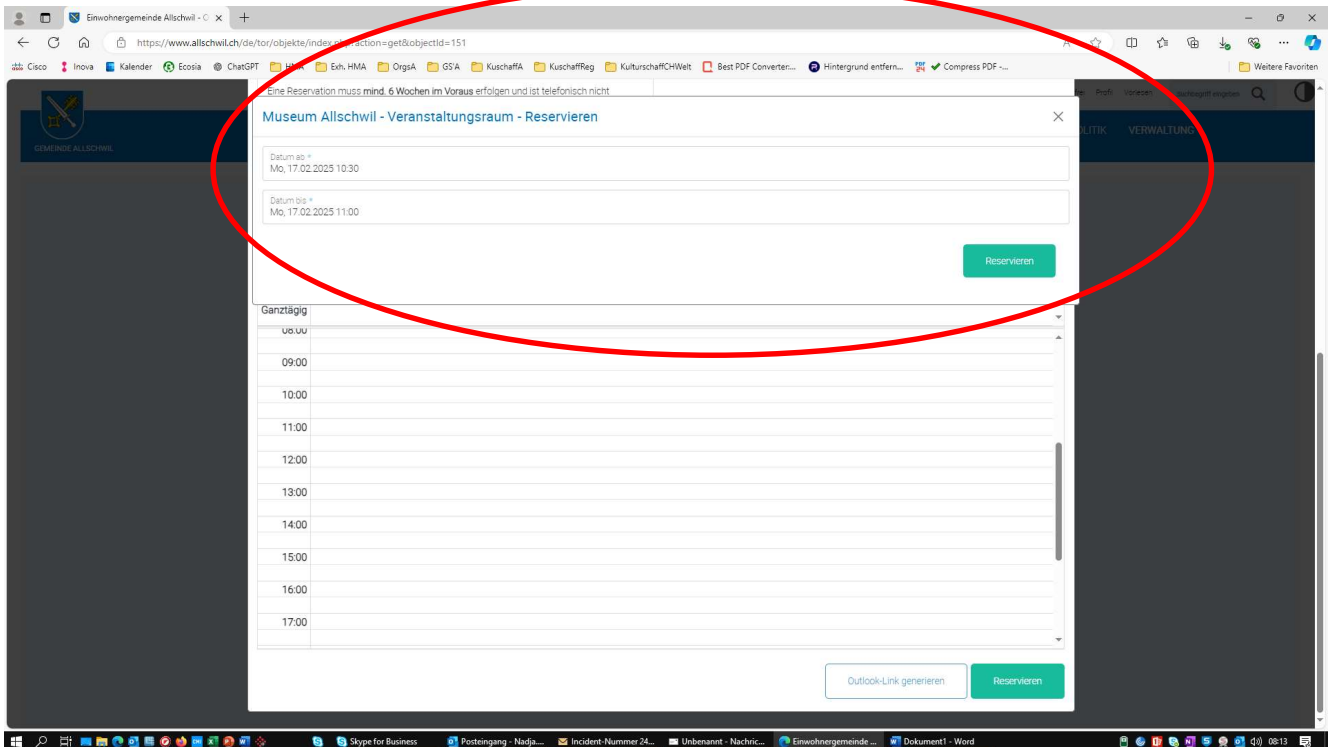 Einwohnergemeinde Allschwil - O
https://www.allschwil.ch/de/tor/objekte/index.php?action=get&objectId=151
Cisco Inova Kalender Ecosia ChatGPT HMA Exh. HMA OrgsA GS'A KuschaffA KuschaffReg KulturschaffCHWelt Best PDF Converter:... Hintergrund entfern... Compress PDF -... Weitere Favoriten
Eine Reservation muss mind. 6 Wochen im Voraus erfolgen und ist telefonisch nicht
Profil Vorlesen Suchbegriff eingeben
Museum Allschwil - Veranstaltungsraum - Reservieren
GEMEINDE ALLSCHWIL
POLITIK VERWALTUNG
Datum ab *
Mo, 17.02.2025 10:30
Datum bis *
Mo, 17.02.2025 11:00
Reservieren
Ganztägig
08:00
09:00
10:00
11:00
12:00
13:00
14:00
15:00
16:00
17:00
Outlook-Link generieren Reservieren
Skype for Business Posteingang - Nadja.... Incident-Nummer 24... Unbenannt - Nachric... Einwohnergemeinde ... Dokument1 - Word 08:13